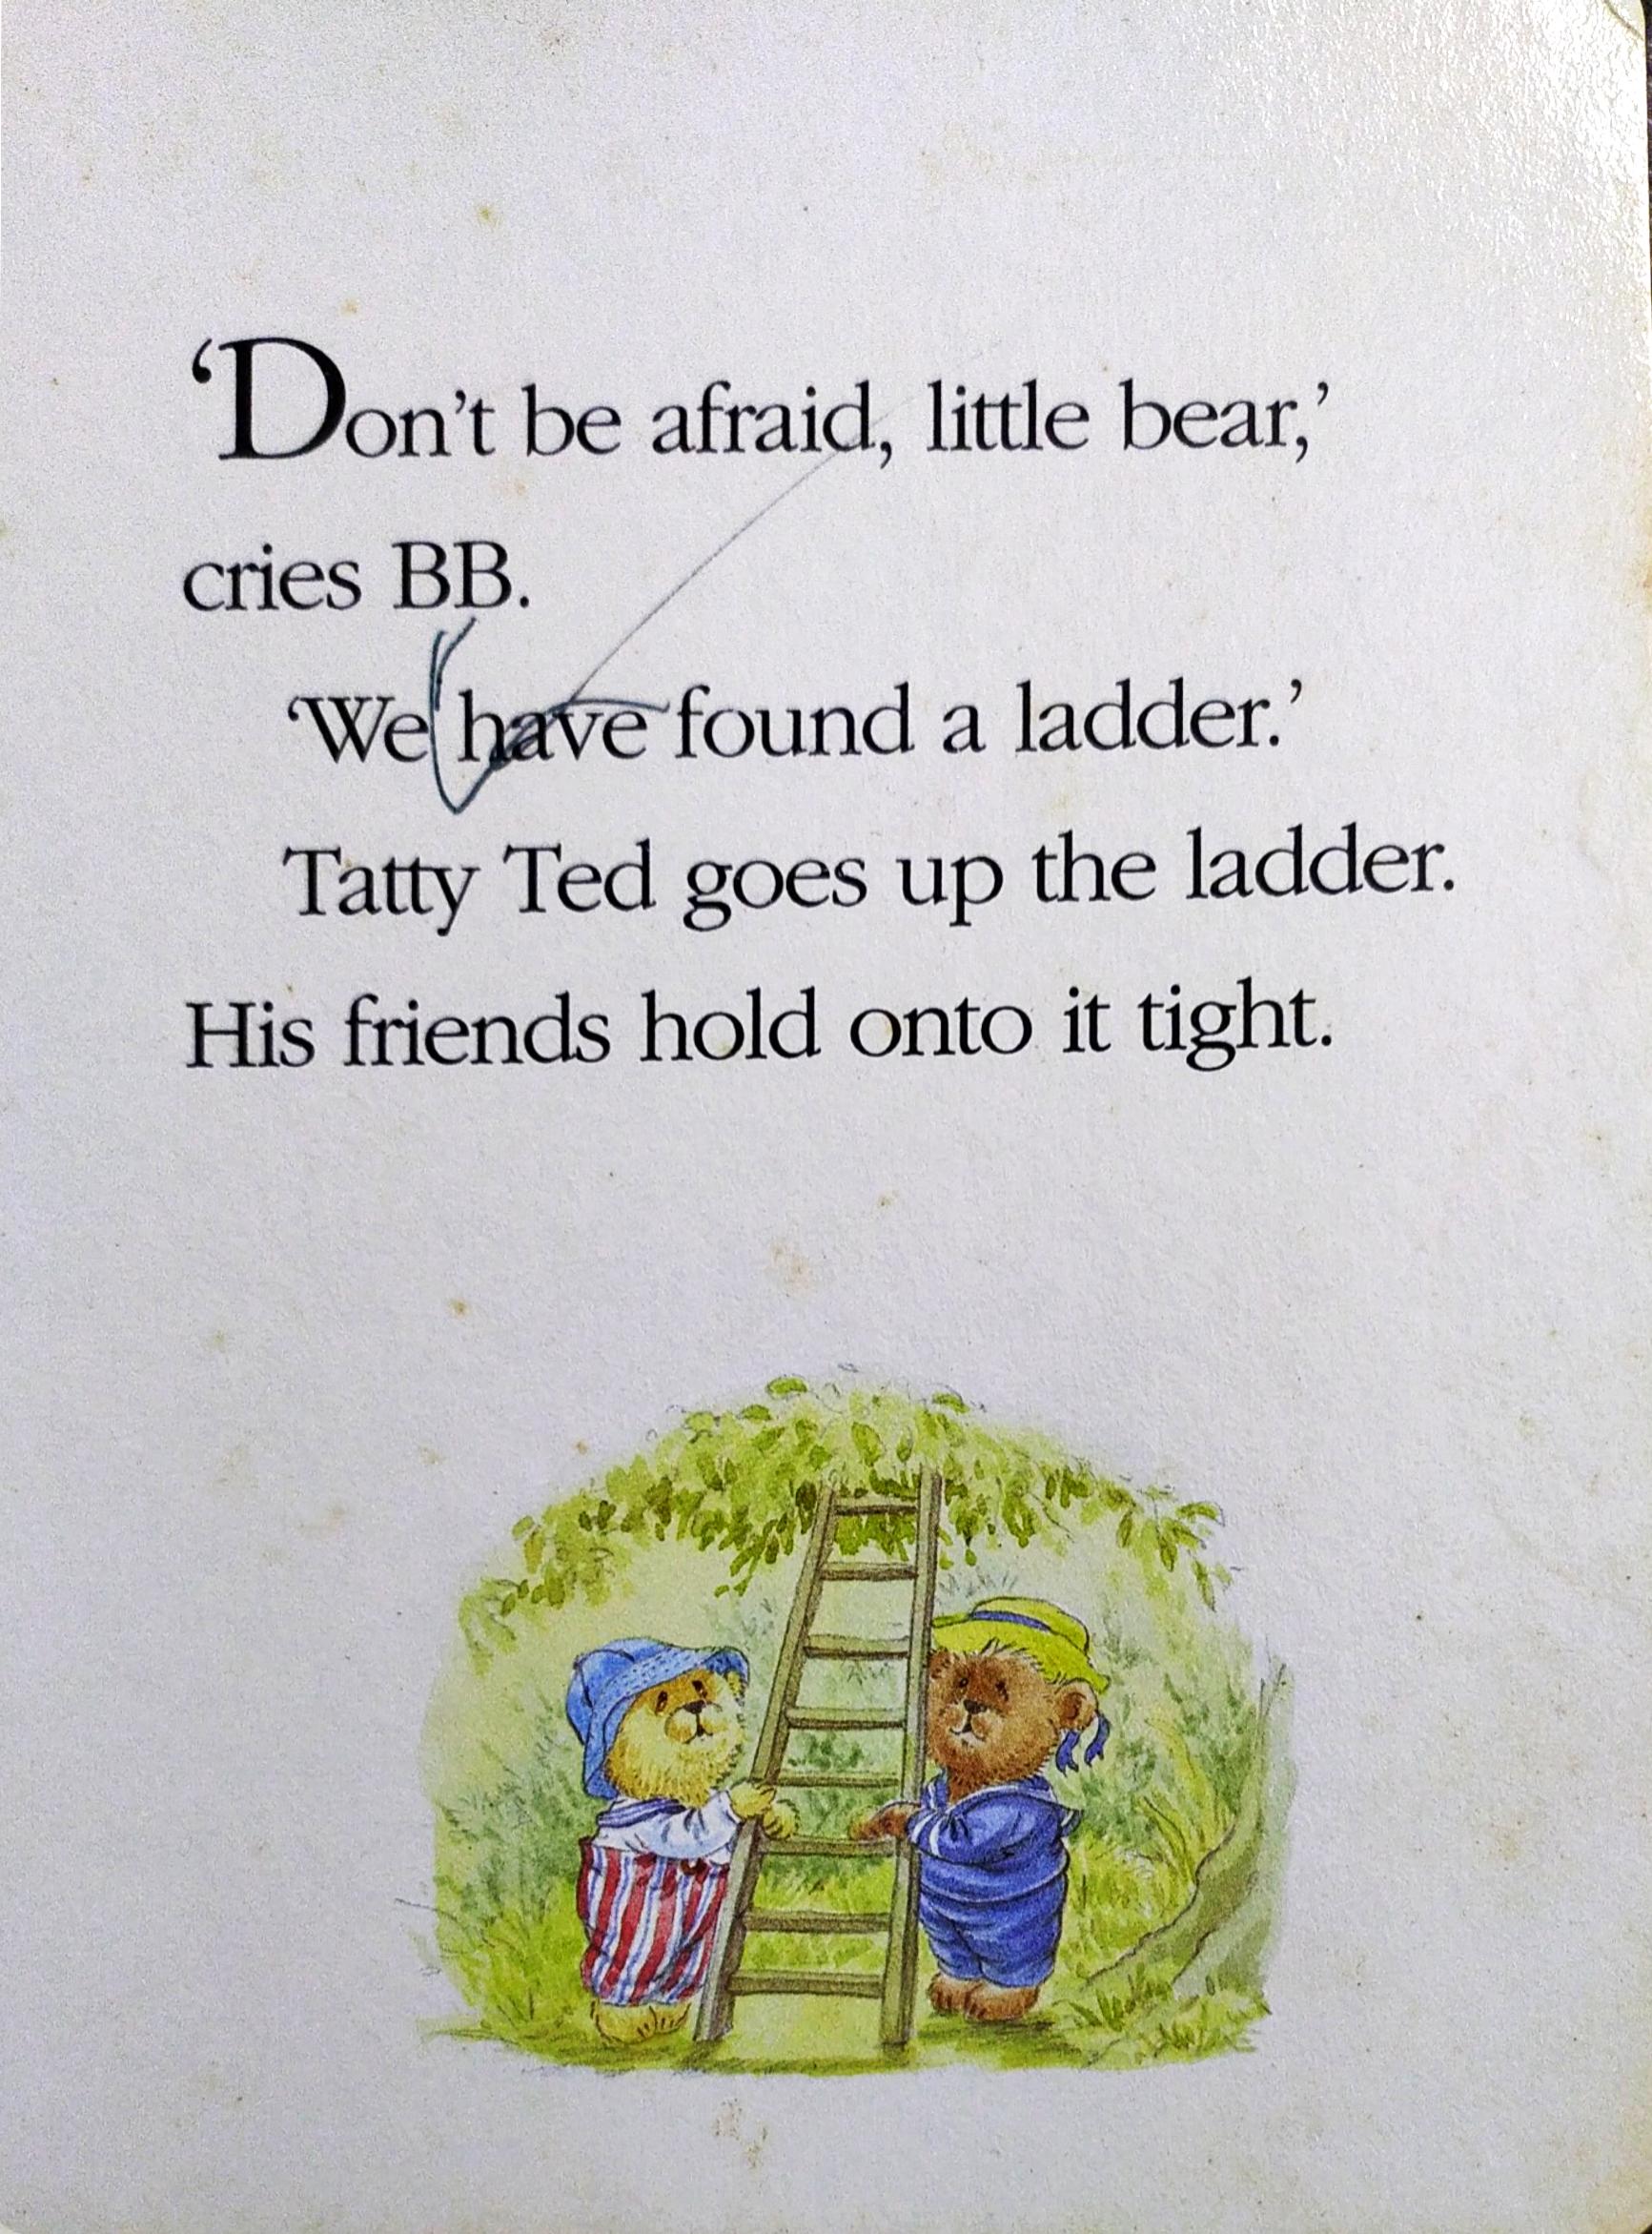 ‘Don’t be afraid, little bear,’
cries BB.
‘We have found a ladder.’
Tatty Ted goes up the ladder.
His friends hold onto it tight.